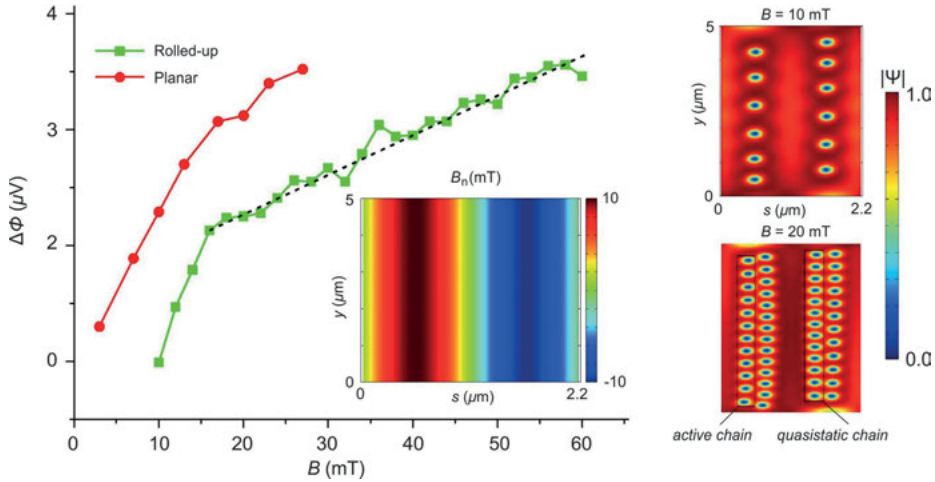 4
3
2
1
0
ΔΦ (μV)
Rolled-up
Planar
Bn(mT)
5
y (μm)
0
0
s (μm)
2.2
10
-10
0
10
20
30
40
50
60
B (mT)
B = 10 mT
5
y (μm)
0
0
s (μm)
2.2
B = 20 mT
|Ψ|
1.0
0.0
active chain
quasistatic chain